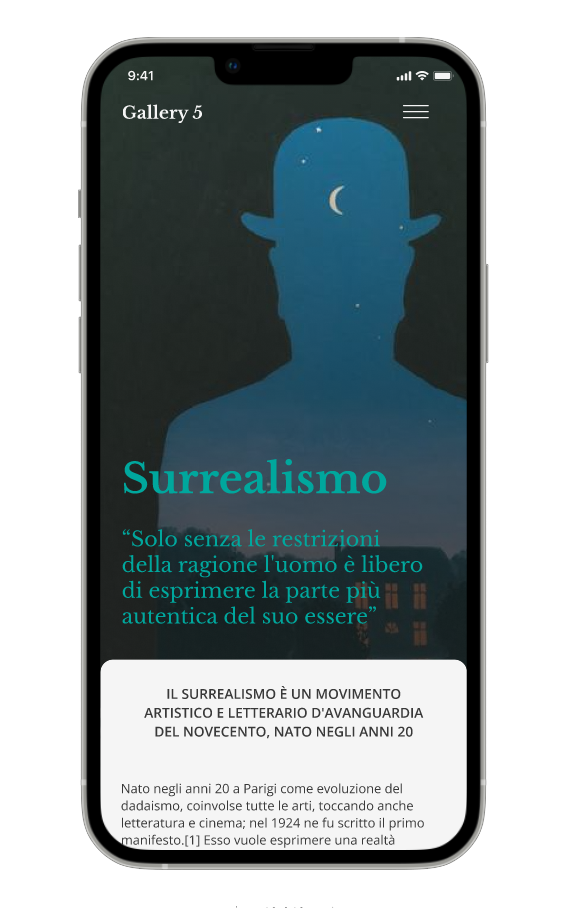 9:41
Gallery 5
Surrealismo
“Solo senza le restrizioni
della ragione l'uomo è libero
di esprimere la parte più
autentica del suo essere”
IL SURREALISMO È UN MOVIMENTO
ARTISTICO E LETTERARIO D'AVANGUARDIA
DEL NOVECENTO, NATO NEGLI ANNI 20
Nato negli anni 20 a Parigi come evoluzione del
dadaismo, coinvolse tutte le arti, toccando anche
letteratura e cinema; nel 1924 ne fu scritto il primo
manifesto.[1] Esso vuole esprimere una realtà